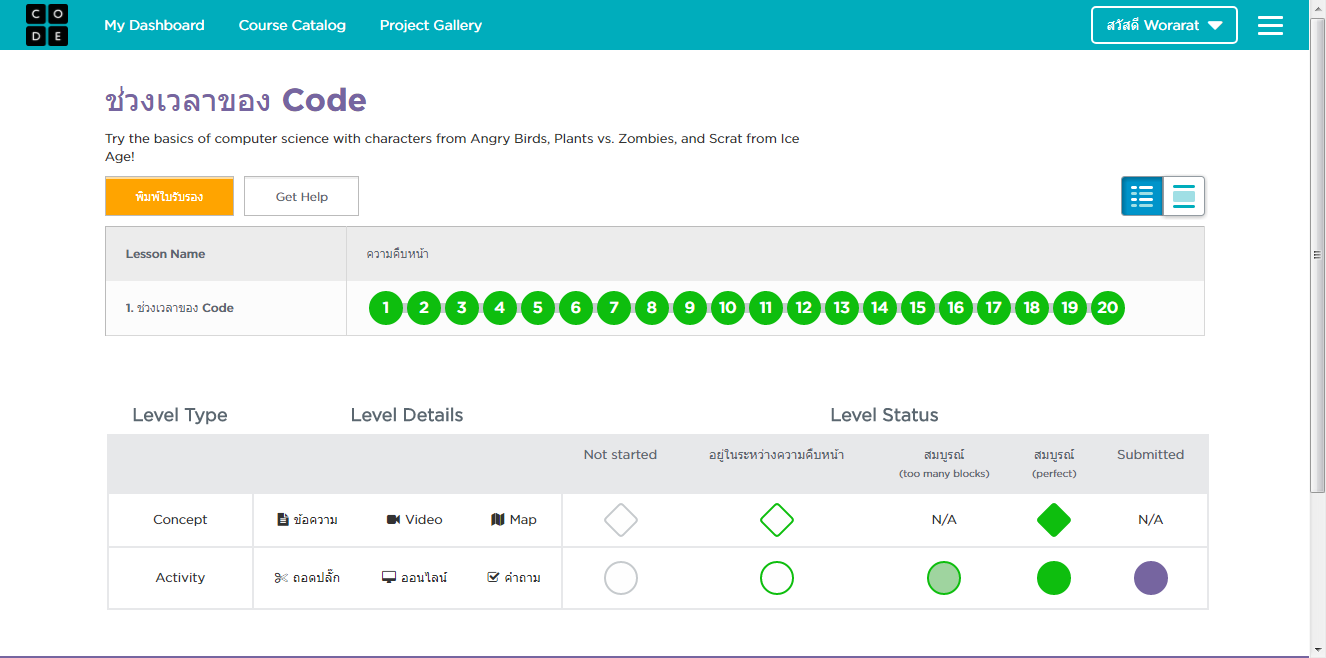 CO
DE
My Dashboard Course Catalog Project Gallery สวัสดี Worarat
ช่วงเวลาของ Code
Try the basics of computer science with characters from Angry Birds, Plants vs. Zombies, and Scrat from Ice
Age!
พิมพ์ใบรับรอง Get Help
Lesson Name ความคืบหน้า
1. ช่วงเวลาของ Code 1 2 3 4 5 6 7 8 9 10 11 12 13 14 15 16 17 18 19 20
Level Type Level Details Level Status
Not started อยู่ในระหว่างความคืบหน้า สมบูรณ์ สมบูรณ์ Submitted
(too many blocks) (perfect)
Concept ข้อความ Video Map N/A N/A
Activity ถอดปลั๊ก ออนไลน์ คำถาม